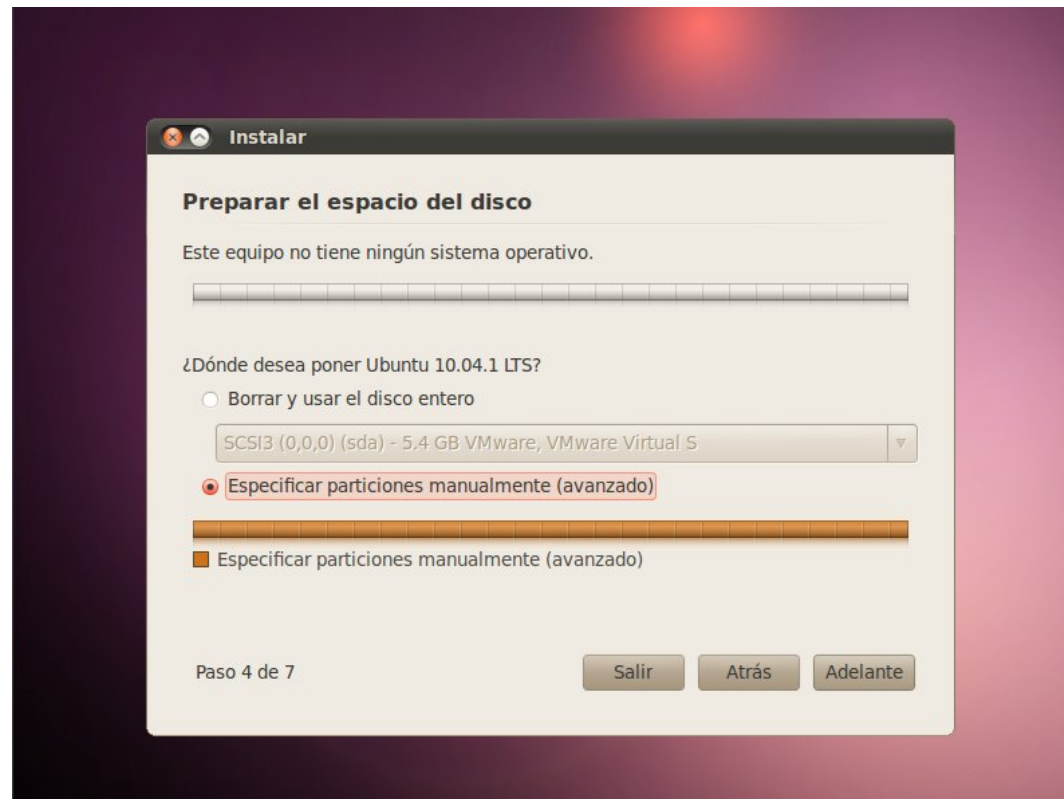 Instalar
Preparar el espacio del disco
Este equipo no tiene ningún sistema operativo.
¿Dónde desea poner Ubuntu 10.04.1 LTS?
Borrar y usar el disco entero
SCSI3 (0,0,0) (sda) - 5.4 GB VMware, VMware Virtual S
Especificar particiones manualmente (avanzado)
Especificar particiones manualmente (avanzado)
Paso 4 de 7
Salir
Atrás
Adelante